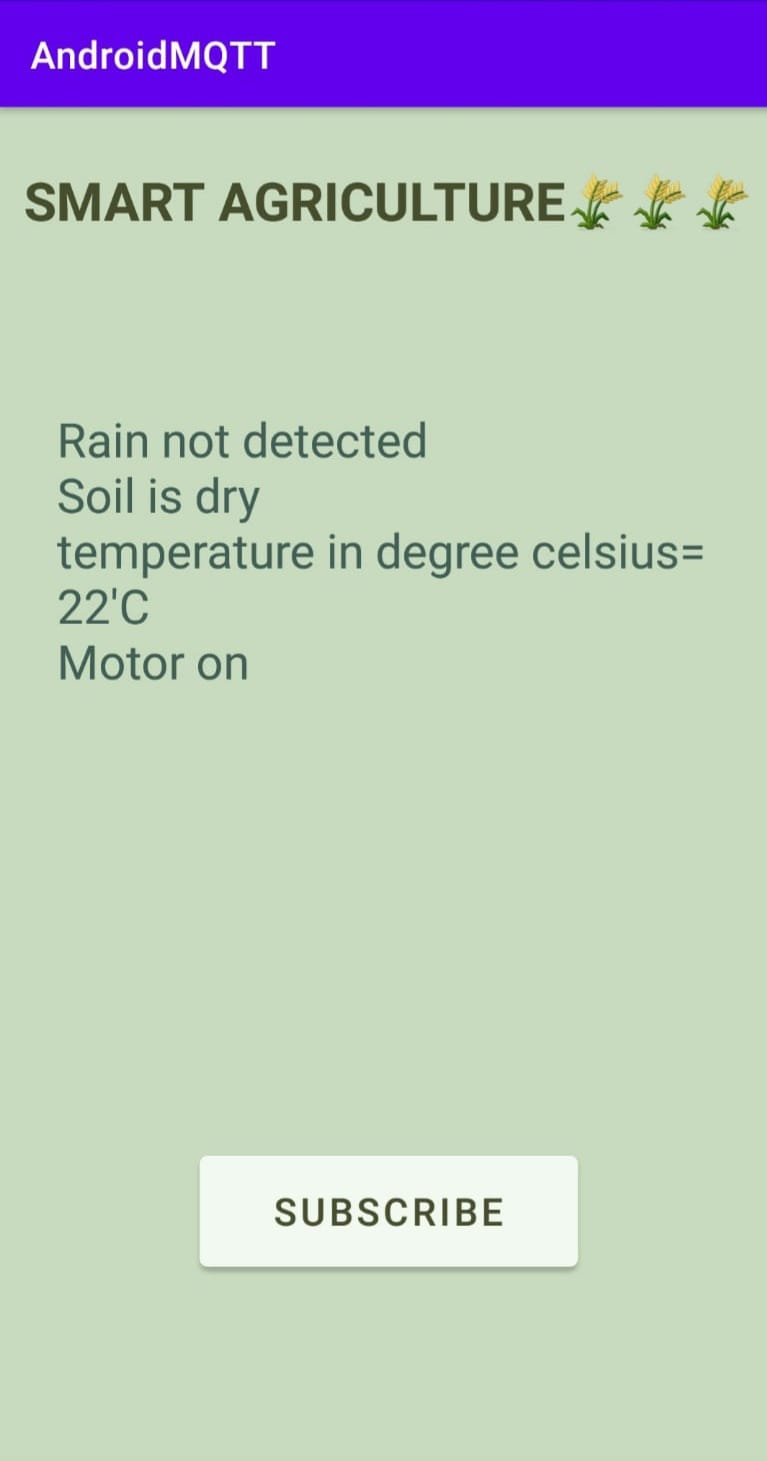 AndroidMQTT
SMART AGRICULTURE🌾🌾🌾
Rain not detected
Soil is dry
temperature in degree celsius=
22'C
Motor on
SUBSCRIBE